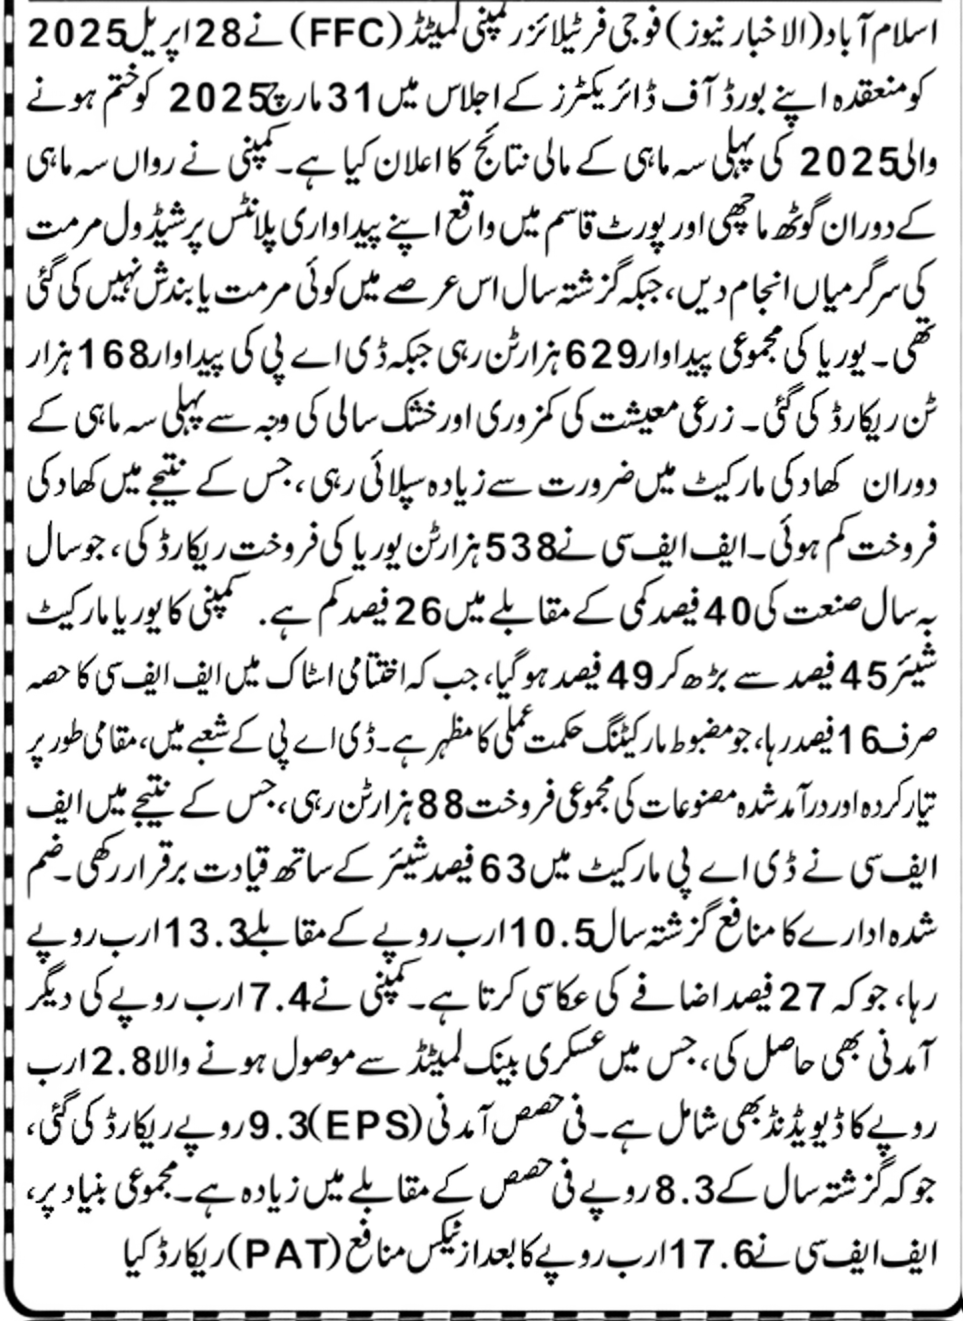 اسلام آباد (الاخبار نیوز) فوجی فرٹیلائزر کمپنی لمیٹڈ (FFC) نے 28 اپریل 2025
کو منعقدہ اپنے بورڈ آف ڈائریکٹرز کے اجلاس میں 31 مارچ 2025 کو ختم ہونے
والی 2025 کی پہلی سہ ماہی کے مالی نتائج کا اعلان کیا ہے۔ کمپنی نے رواں سہ ماہی
کے دوران گوٹھ ماچھی اور پورٹ قاسم میں واقع اپنے پیداواری پلانٹس پر شیڈول مرمت
کی سرگرمیاں انجام دیں، جبکہ گزشتہ سال اس عرصے میں کوئی مرمت یا بندش نہیں کی گئی
تھی۔ یوریا کی مجموعی پیداوار 629 ہزار ٹن رہی جبکہ ڈی اے پی کی پیداوار 168 ہزار
ٹن ریکارڈ کی گئی۔ زرعی معیشت کی کمزوری اور خشک سالی کی وجہ سے پہلی سہ ماہی کے
دوران کھاد کی مارکیٹ میں ضرورت سے زیادہ سپلائی رہی، جس کے نتیجے میں کھاد کی
فروخت کم ہوئی۔ ایف ایف سی نے 538 ہزار ٹن یوریا کی فروخت ریکارڈ کی، جو سال
بہ سال صنعت کی 40 فیصد کمی کے مقابلے میں 26 فیصد کم ہے. کمپنی کا یوریا مارکیٹ
شیئر 45 فیصد سے بڑھ کر 49 فیصد ہو گیا، جب کہ اختتامی اسٹاک میں ایف ایف سی کا حصہ
صرف 16 فیصد رہا، جو مضبوط مارکیٹنگ حکمت عملی کا مظہر ہے۔ ڈی اے پی کے شعبے میں، مقامی طور پر
تیار کردہ اور درآمد شدہ مصنوعات کی مجموعی فروخت 88 ہزار ٹن رہی، جس کے نتیجے میں ایف
ایف سی نے ڈی اے پی مارکیٹ میں 63 فیصد شیئر کے ساتھ قیادت برقرار رکھی۔ ضم
شدہ ادارے کا منافع گزشتہ سال 10.5 ارب روپے کے مقابلے 13.3 ارب روپے
رہا، جو کہ 27 فیصد اضافے کی عکاسی کرتا ہے۔ کمپنی نے 7.4 ارب روپے کی دیگر
آمدنی بھی حاصل کی، جس میں عسکری بینک لمیٹڈ سے موصول ہونے والا 2.8 ارب
روپے کا ڈیویڈنڈ بھی شامل ہے۔ فی حصص آمدنی (EPS) 9.3 روپے ریکارڈ کی گئی،
جو کہ گزشتہ سال کے 8.3 روپے فی حصص کے مقابلے میں زیادہ ہے۔ مجموعی بنیاد پر،
ایف ایف سی نے 17.6 ارب روپے کا بعد از ٹیکس منافع (PAT) ریکارڈ کیا